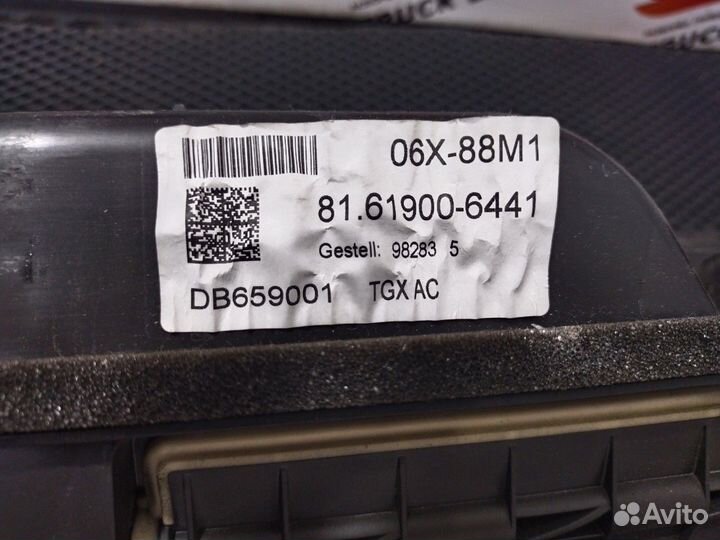 06X-88M1
81.61900-6441
Gestell: 98283 5
DB659001 TGX AC
Avito